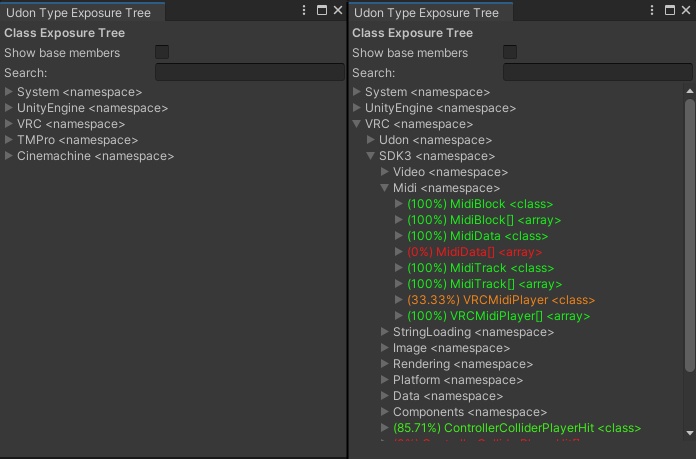 Udon Type Exposure Tree
Class Exposure Tree
Show base members
Search:
System <namespace>
UnityEngine <namespace>
VRC <namespace>
TMPro <namespace>
Cinemachine <namespace>
Udon Type Exposure Tree
Class Exposure Tree
Show base members
Search:
System <namespace>
UnityEngine <namespace>
VRC <namespace>
Udon <namespace>
SDK3 <namespace>
Video <namespace>
Midi <namespace>
(100%) MidiBlock <class>
(100%) MidiBlock[] <array>
(100%) MidiData <class>
(0%) MidiData[] <array>
(100%) MidiTrack <class>
(100%) MidiTrack[] <array>
(33.33%) VRCMidiPlayer <class>
(100%) VRCMidiPlayer[] <array>
StringLoading <namespace>
Image <namespace>
Rendering <namespace>
Platform <namespace>
Data <namespace>
Components <namespace>
(85.71%) ControllerColliderPlayerHit <class>